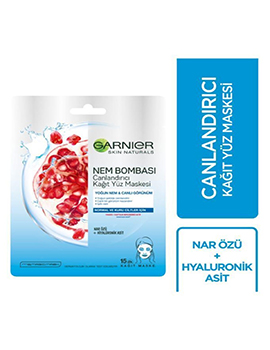 GARNIER
SKIN NATURALS
NEM BOMBASI
Canlandırıcı
Kağıt Yüz Maskesi
YOĞUN NEM & CANLI GÖRÜNÜM
NORMAL VE KURU CİLTLER İÇİN
NAR ÖZÜ
+ HYALURONİK ASİT
15 DK.
KAĞIT MASKE
CANLANDIRICI
KAĞIT YÜZ MASKESİ
NAR ÖZÜ
+
HYALURONİK
ASİT